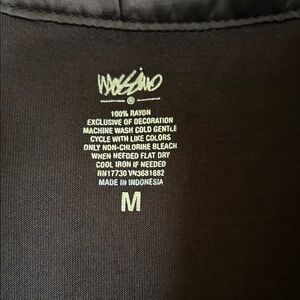 mossimo
100% RAYON
EXCLUSIVE OF DECORATION
MACHINE WASH COLD GENTLE
CYCLE WITH LIKE COLORS
ONLY NON-CHLORINE BLEACH
WHEN NEEDED FLAT DRY
COOL IRON IF NEEDED
RN17730 VN3681682
MADE IN INDONESIA
M